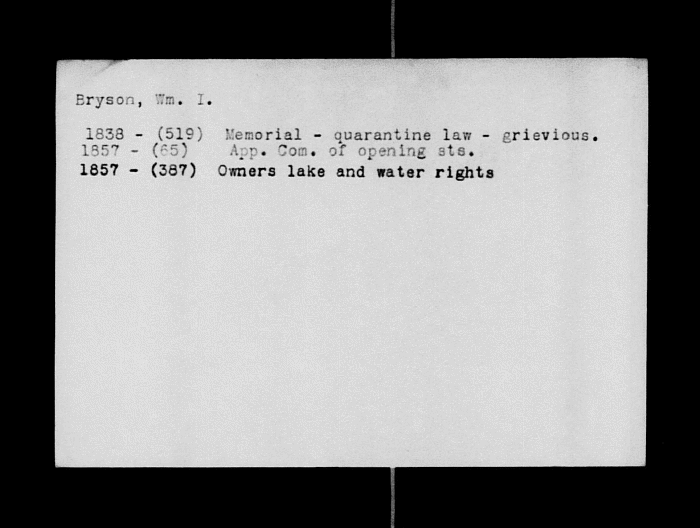 Bryson, Wm. I.
1838 - (519) Memorial - quarantine law - grievious.
1857 - (65) App. Com. of opening sts.
1857 - (387) Owners lake and water rights